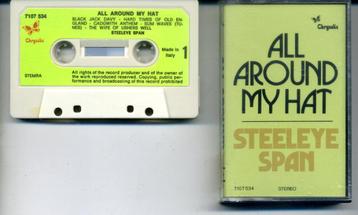 ALL AROUND MY HAT
BLACK JACK DAVY - HARD TIMES OF OLD EN-
GLAND - CADGWITH ANTHEM - SUM WAVES (TU-
NES) - THE WIFE OF USHERS WELL
STEELEYE SPAN
Chrysalis
7107 534
STEMRA
Made in
Italy
1
All rights of the record producer and of the owner of
the work reproduced reserved. Copying, public per-
formance and broadcasting of this record prohibited
Chrysalis
ALL
AROUND
MY HAT
STEELEYE
SPAN
7107 534 STEREO